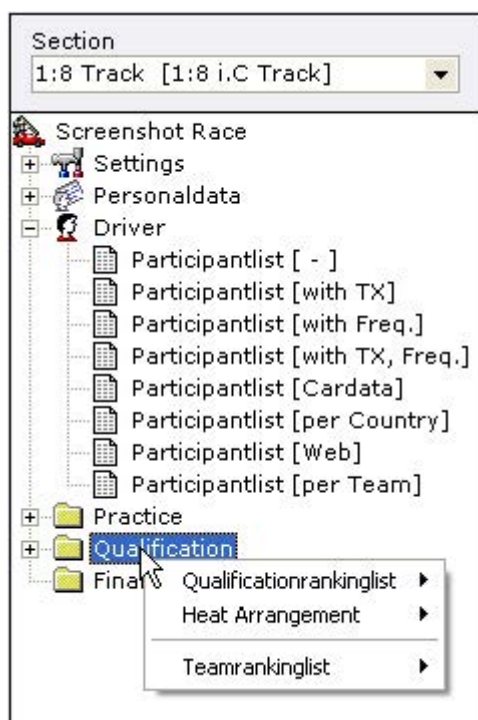 Section
1:8 Track [1:8 i.C Track]
Screenshot Race
Settings
Personaldata
Driver
Participantlist [ - ]
Participantlist [with TX]
Participantlist [with Freq.]
Participantlist [with TX, Freq.]
Participantlist [Cardata]
Participantlist [per Country]
Participantlist [Web]
Participantlist [per Team]
Practice
Qualification
Qualificationrankinglist
Heat Arrangement
Teamrankinglist